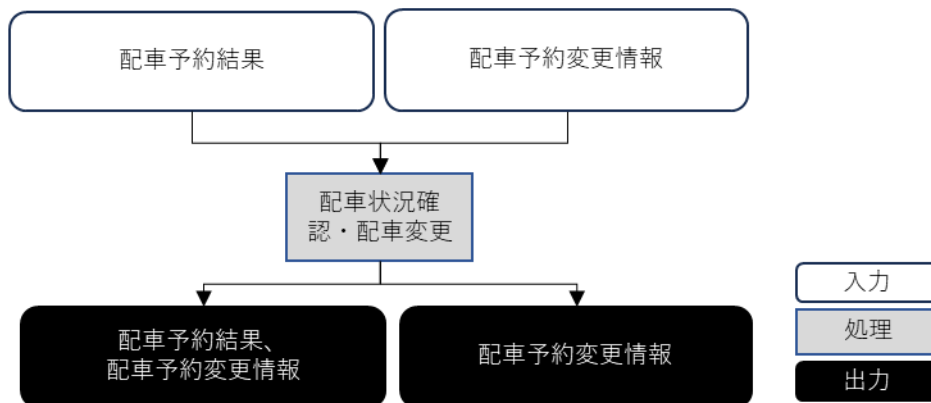 配車予約結果
配車予約変更情報
配車状況確
認・配車変更
配車予約結果、
配車予約変更情報
配車予約変更情報
入力
処理
出力